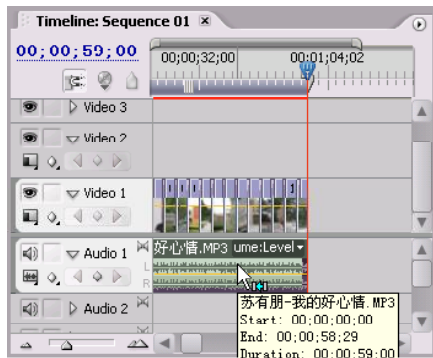 Timeline: Sequence 01
00;00;59;00
00;00;32;00
00;01;04;02
Video 3
Video 2
Video 1
好心情.MP3 ume:Level
Audio 1
L
R
Audio 2
苏有朋-我的好心情.MP3
Start: 00;00;00;00
End: 00;00;58;29
Duration: 00;00;59;00